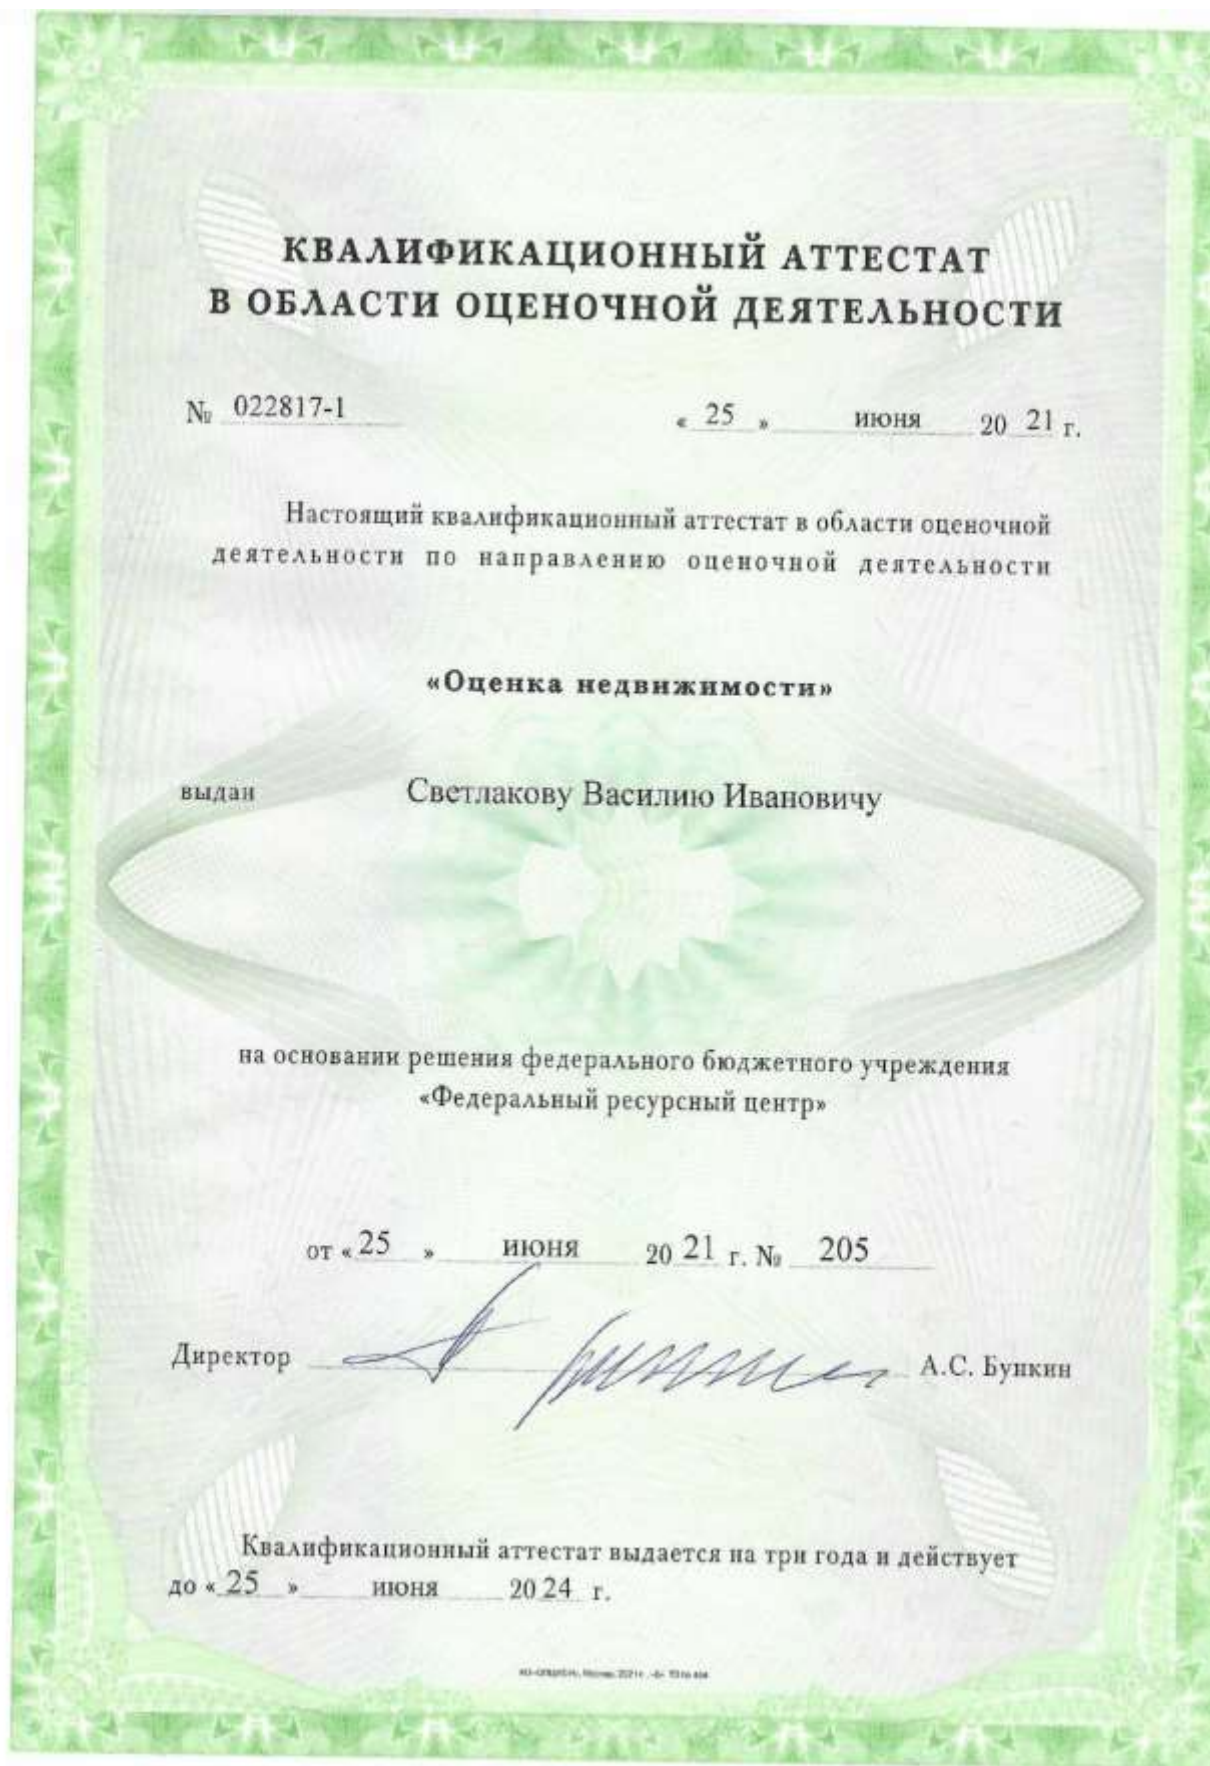 КВАЛИФИКАЦИОННЫЙ АТТЕСТАТ
В ОБЛАСТИ ОЦЕНОЧНОЙ ДЕЯТЕЛЬНОСТИ
№ 022817-1 « 25 » июня 20 21 г.
Настоящий квалификационный аттестат в области оценочной
деятельности по направлению оценочной деятельности
«Оценка недвижимости»
выдан Светлакову Василию Ивановичу
на основании решения федерального бюджетного учреждения
«Федеральный ресурсный центр»
от « 25 » июня 20 21 г. № 205
Директор А.С. Бункин
Квалификационный аттестат выдается на три года и действует
до « 25 » июня 20 24 г.